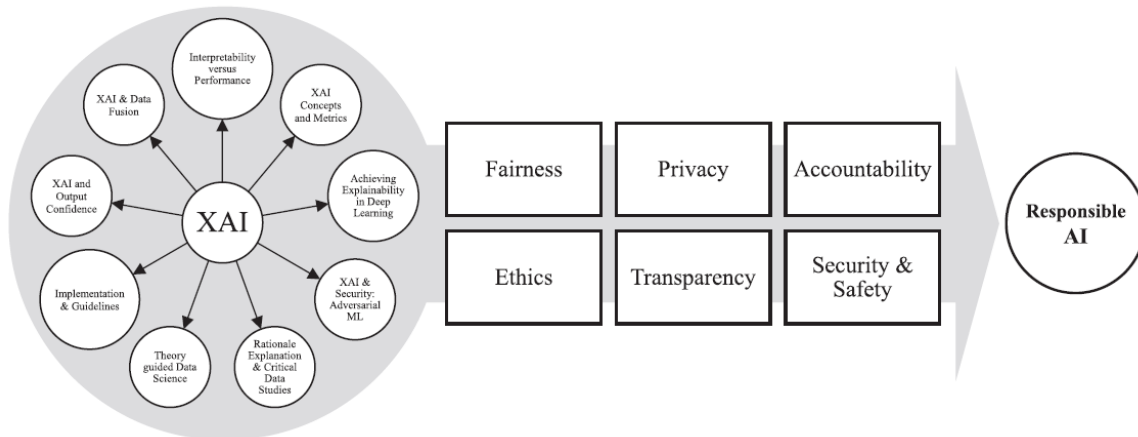 Interpretability
versus
Performance
XAI
Concepts
and Metrics
Achieving
Explainability
in Deep
Learning
XAI &
Security:
Adversarial
ML
Rationale
Explanation
& Critical
Data
Studies
Theory
guided Data
Science
Implementation
& Guidelines
XAI and
Output
Confidence
XAI & Data
Fusion
XAI
Fairness
Privacy
Accountability
Ethics
Transparency
Security &
Safety
Responsible
AI